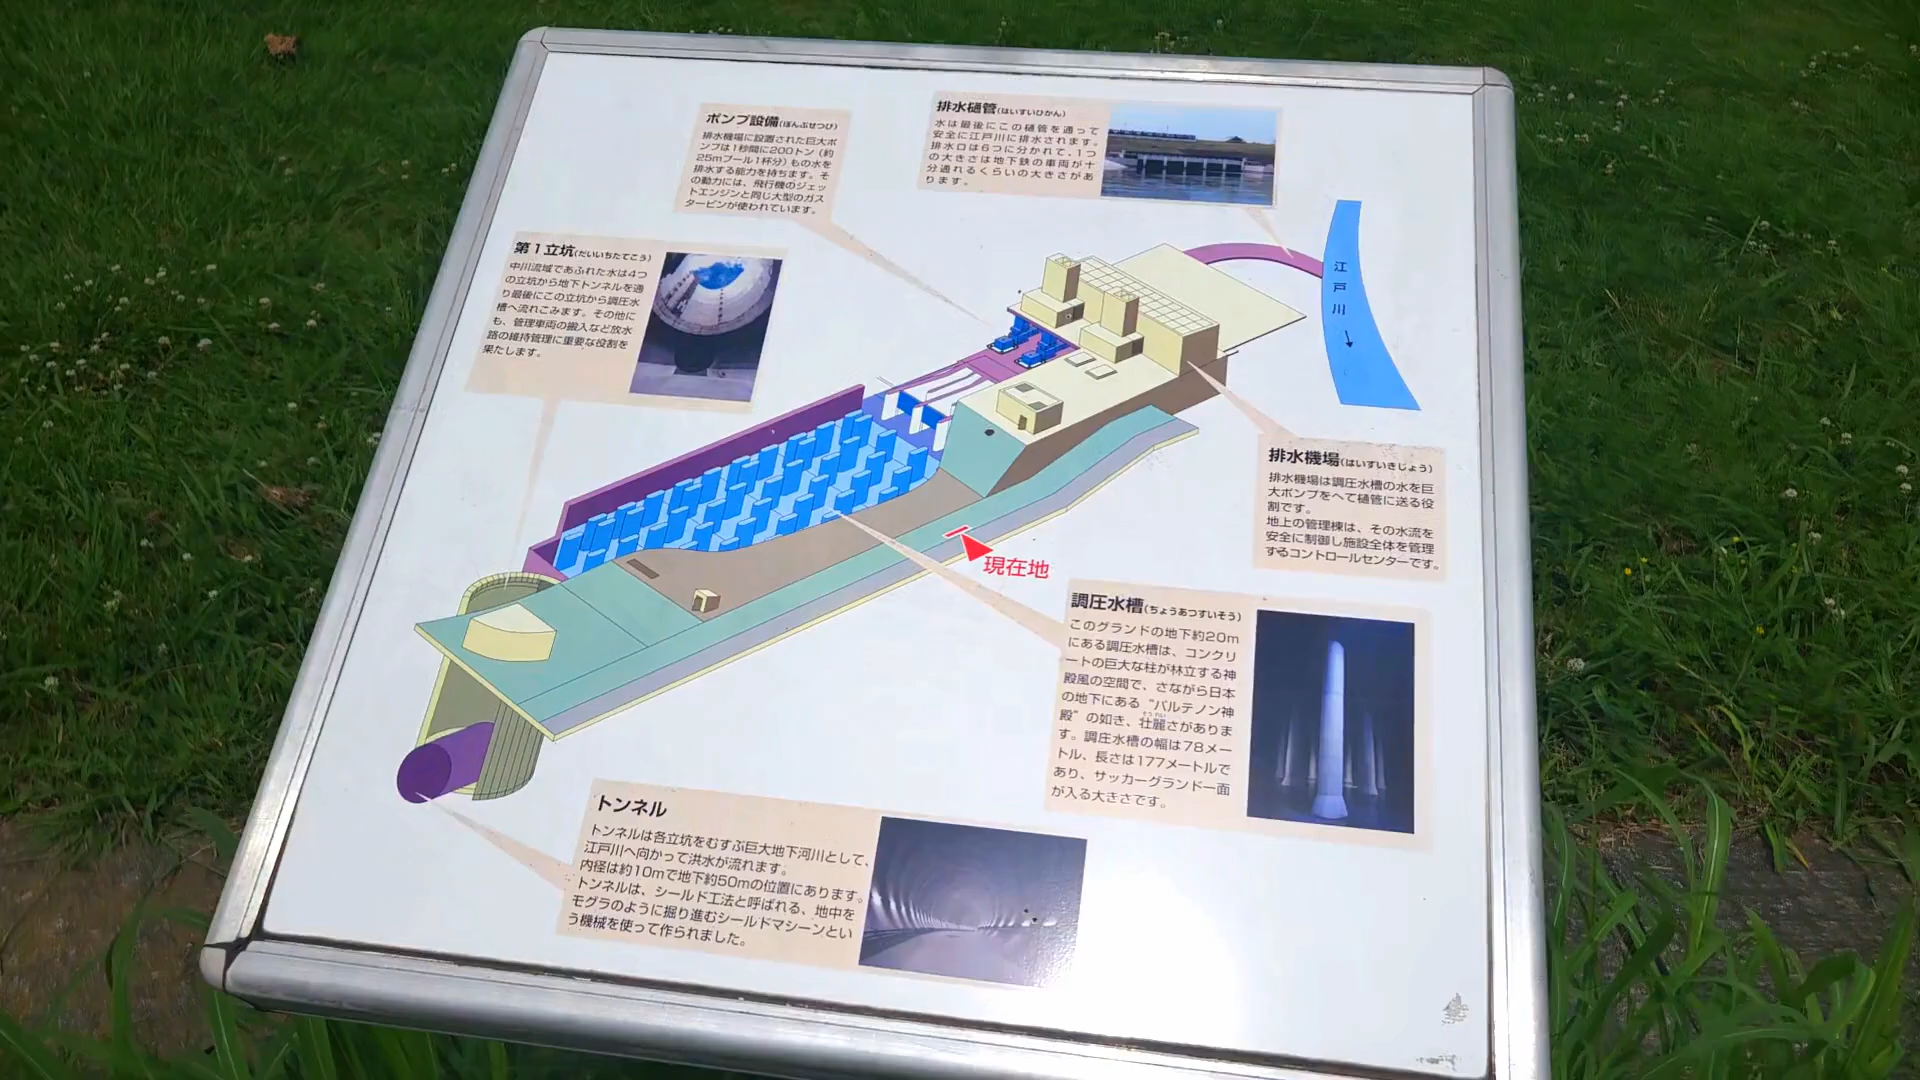 排水樋管(はいすいひかん)
水は最後にこの樋管を通って
安全に江戸川に排水されます。
排水口は6つに分かれて、1つ
の大きさは地下鉄の車両が十
分通れるくらいの大きさがあ
ります。
ポンプ設備(ぽんぷせつび)
排水機場に設置された巨大ポ
ンプは1秒間に200トン(約
25mプール1杯分)もの水を
排水する能力を持ちます。そ
の動力には、飛行機のジェッ
トエンジンと同じ大型のガス
タービンが使われています。
第1立坑(だいいちたてこう)
中川流域であふれた水は4つ
の立坑から地下トンネルを通
り最後にこの立坑から調圧水
槽へ流れこみます。その他に
も、管理車両の搬入など放水
路の維持管理に重要な役割を
果たします。
江戸川
現在地
排水機場(はいすいきじょう)
排水機場は調圧水槽の水を巨
大ポンプをへて樋管に送る役
割です。
地上の管理棟は、その水流を
安全に制御し施設全体を管理
するコントロールセンターです。
調圧水槽(ちょうあつすいそう)
このグランドの地下約20m
にある調圧水槽は、コンクリ
ートの巨大な柱が林立する神
殿風の空間で、さながら日本
の地下にある“パルテノン神
殿”の如き、壮麗さがありま
す。調圧水槽の幅は78メー
トル、長さは177メートルで
あり、サッカーグランド一面
が入る大きさです。
トンネル
トンネルは各立坑をむすぶ巨大地下河川として、
江戸川へ向かって洪水が流れます。
内径は約10mで地下約50mの位置にあります。
トンネルは、シールド工法と呼ばれる、地中を
モグラのように掘り進むシールドマシーンとい
う機械を使って作られました。